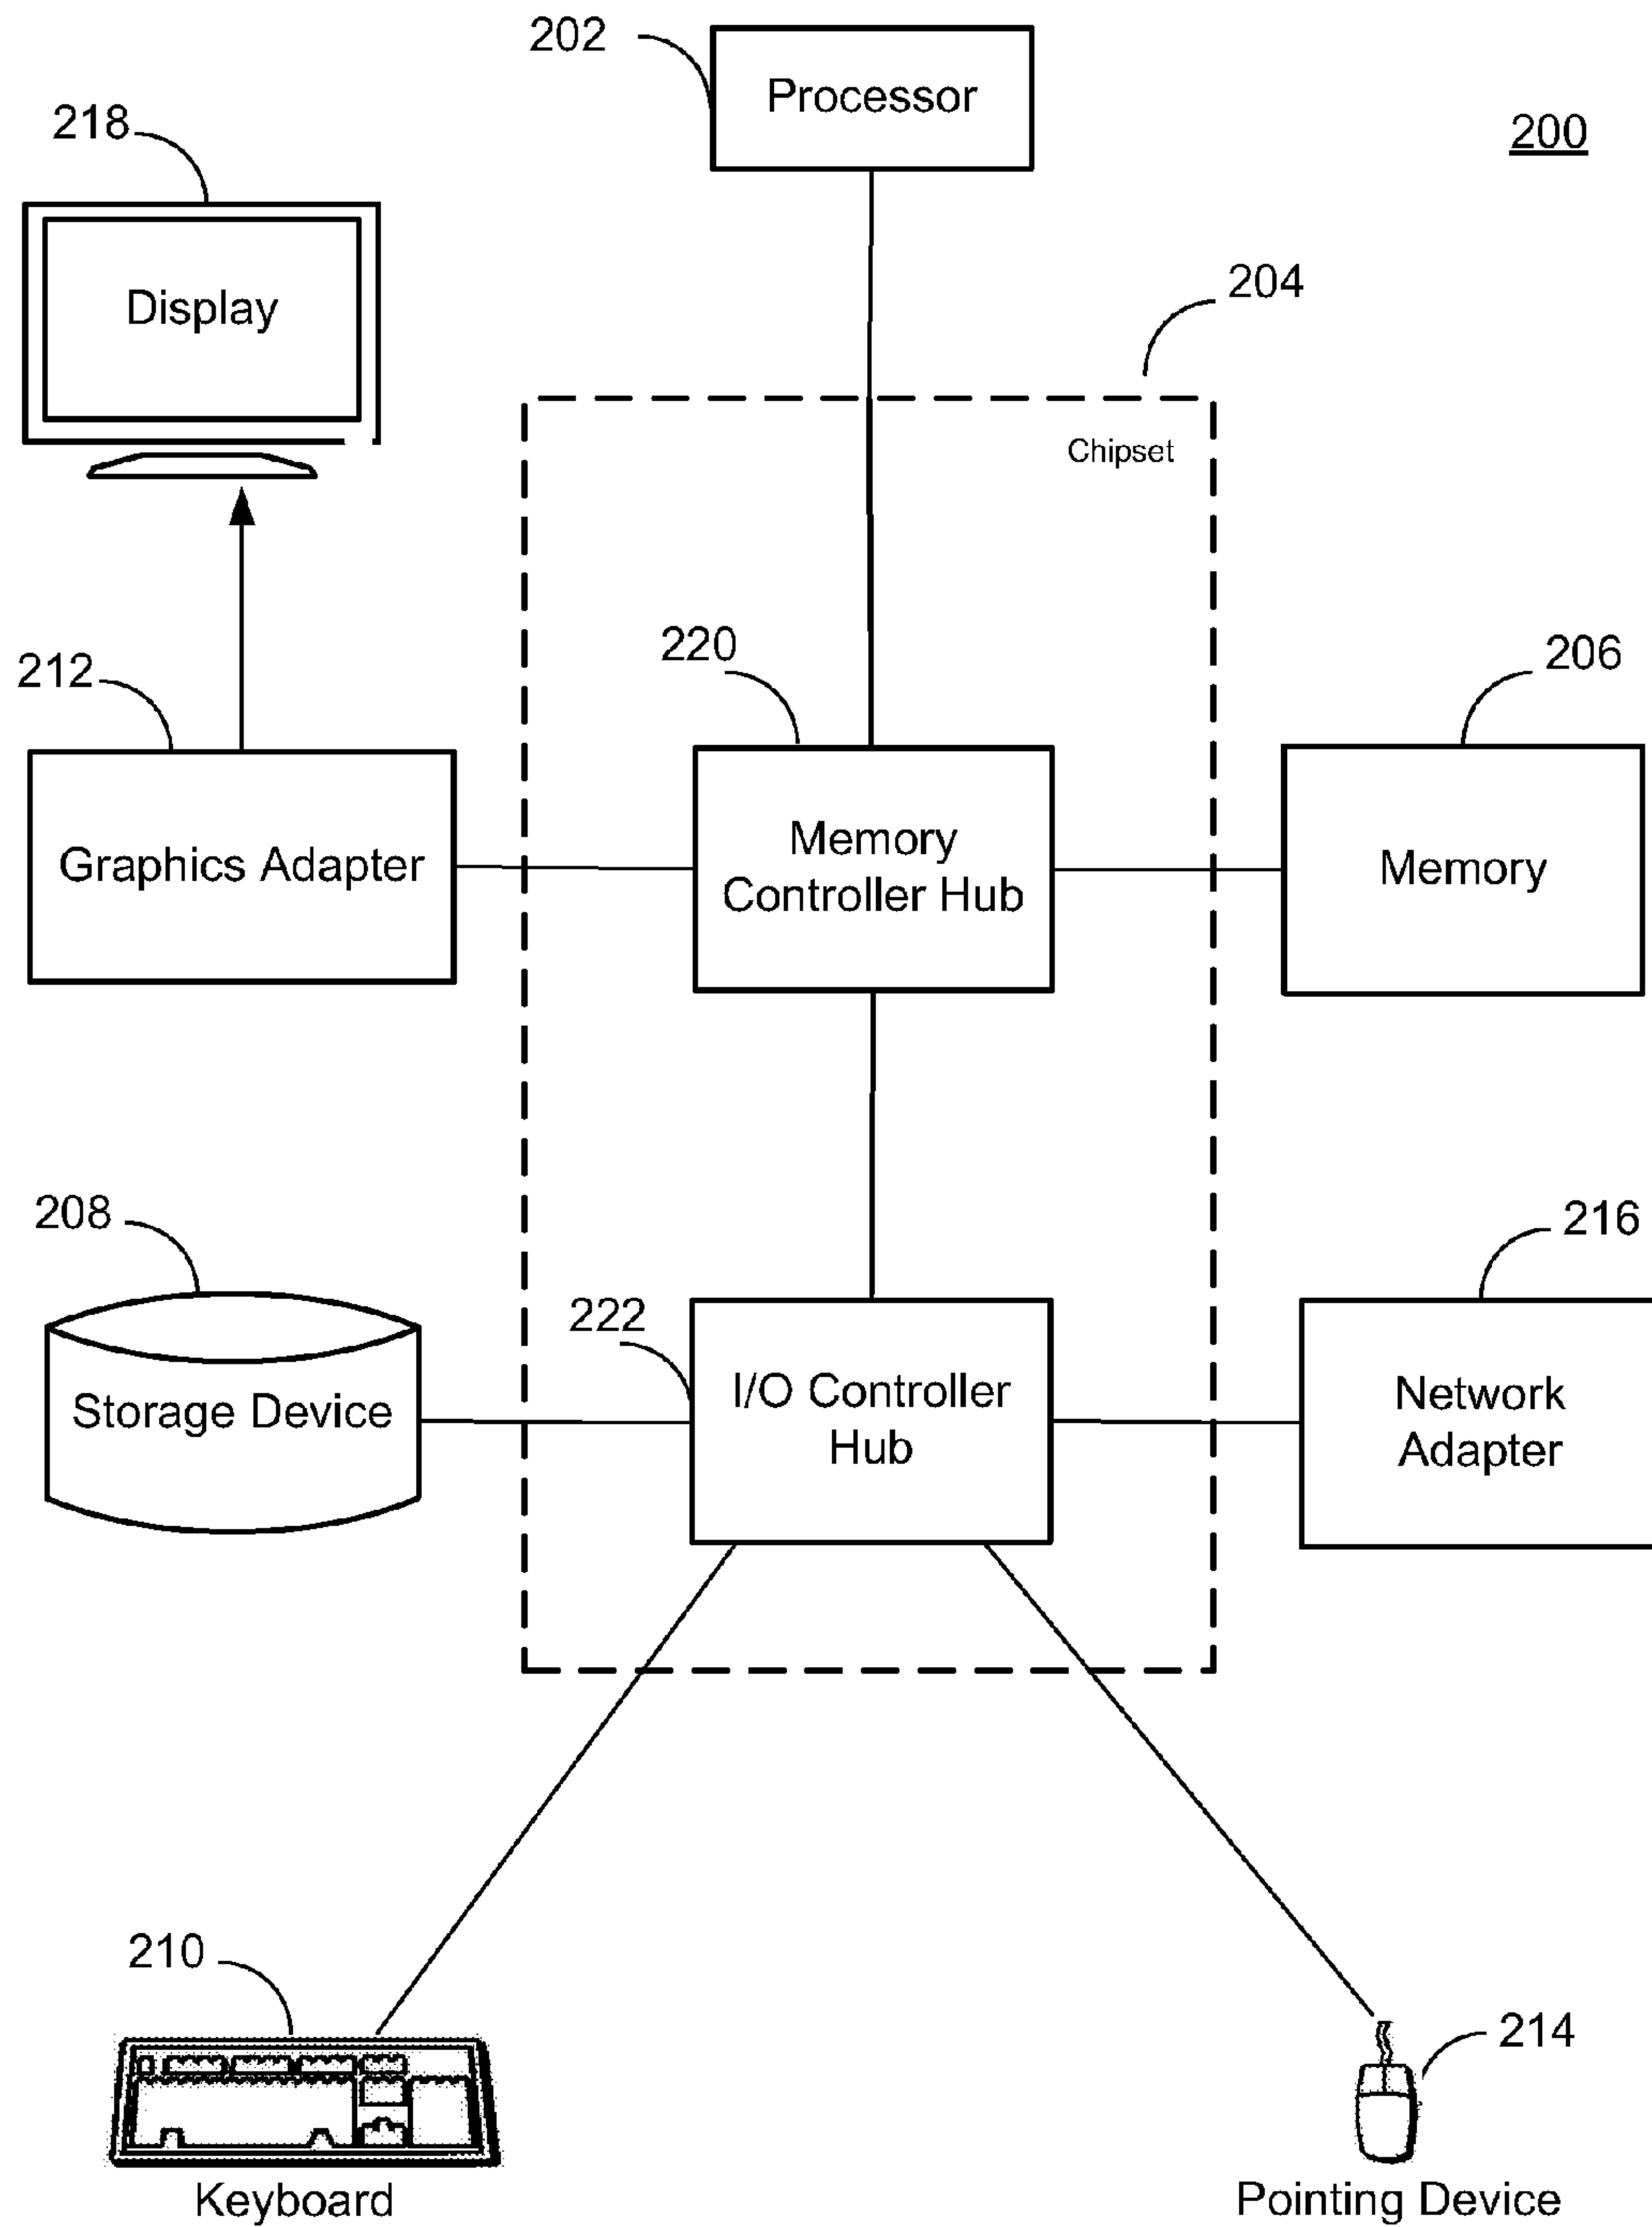 202
Processor
218
200
Display
204
Chipset
220
206
212
Memory
Controller Hub
Graphics Adapter
Memory
208
216
222
I/O Controller
Hub
Storage Device
Network
Adapter
210
214
Keyboard
Pointing Device